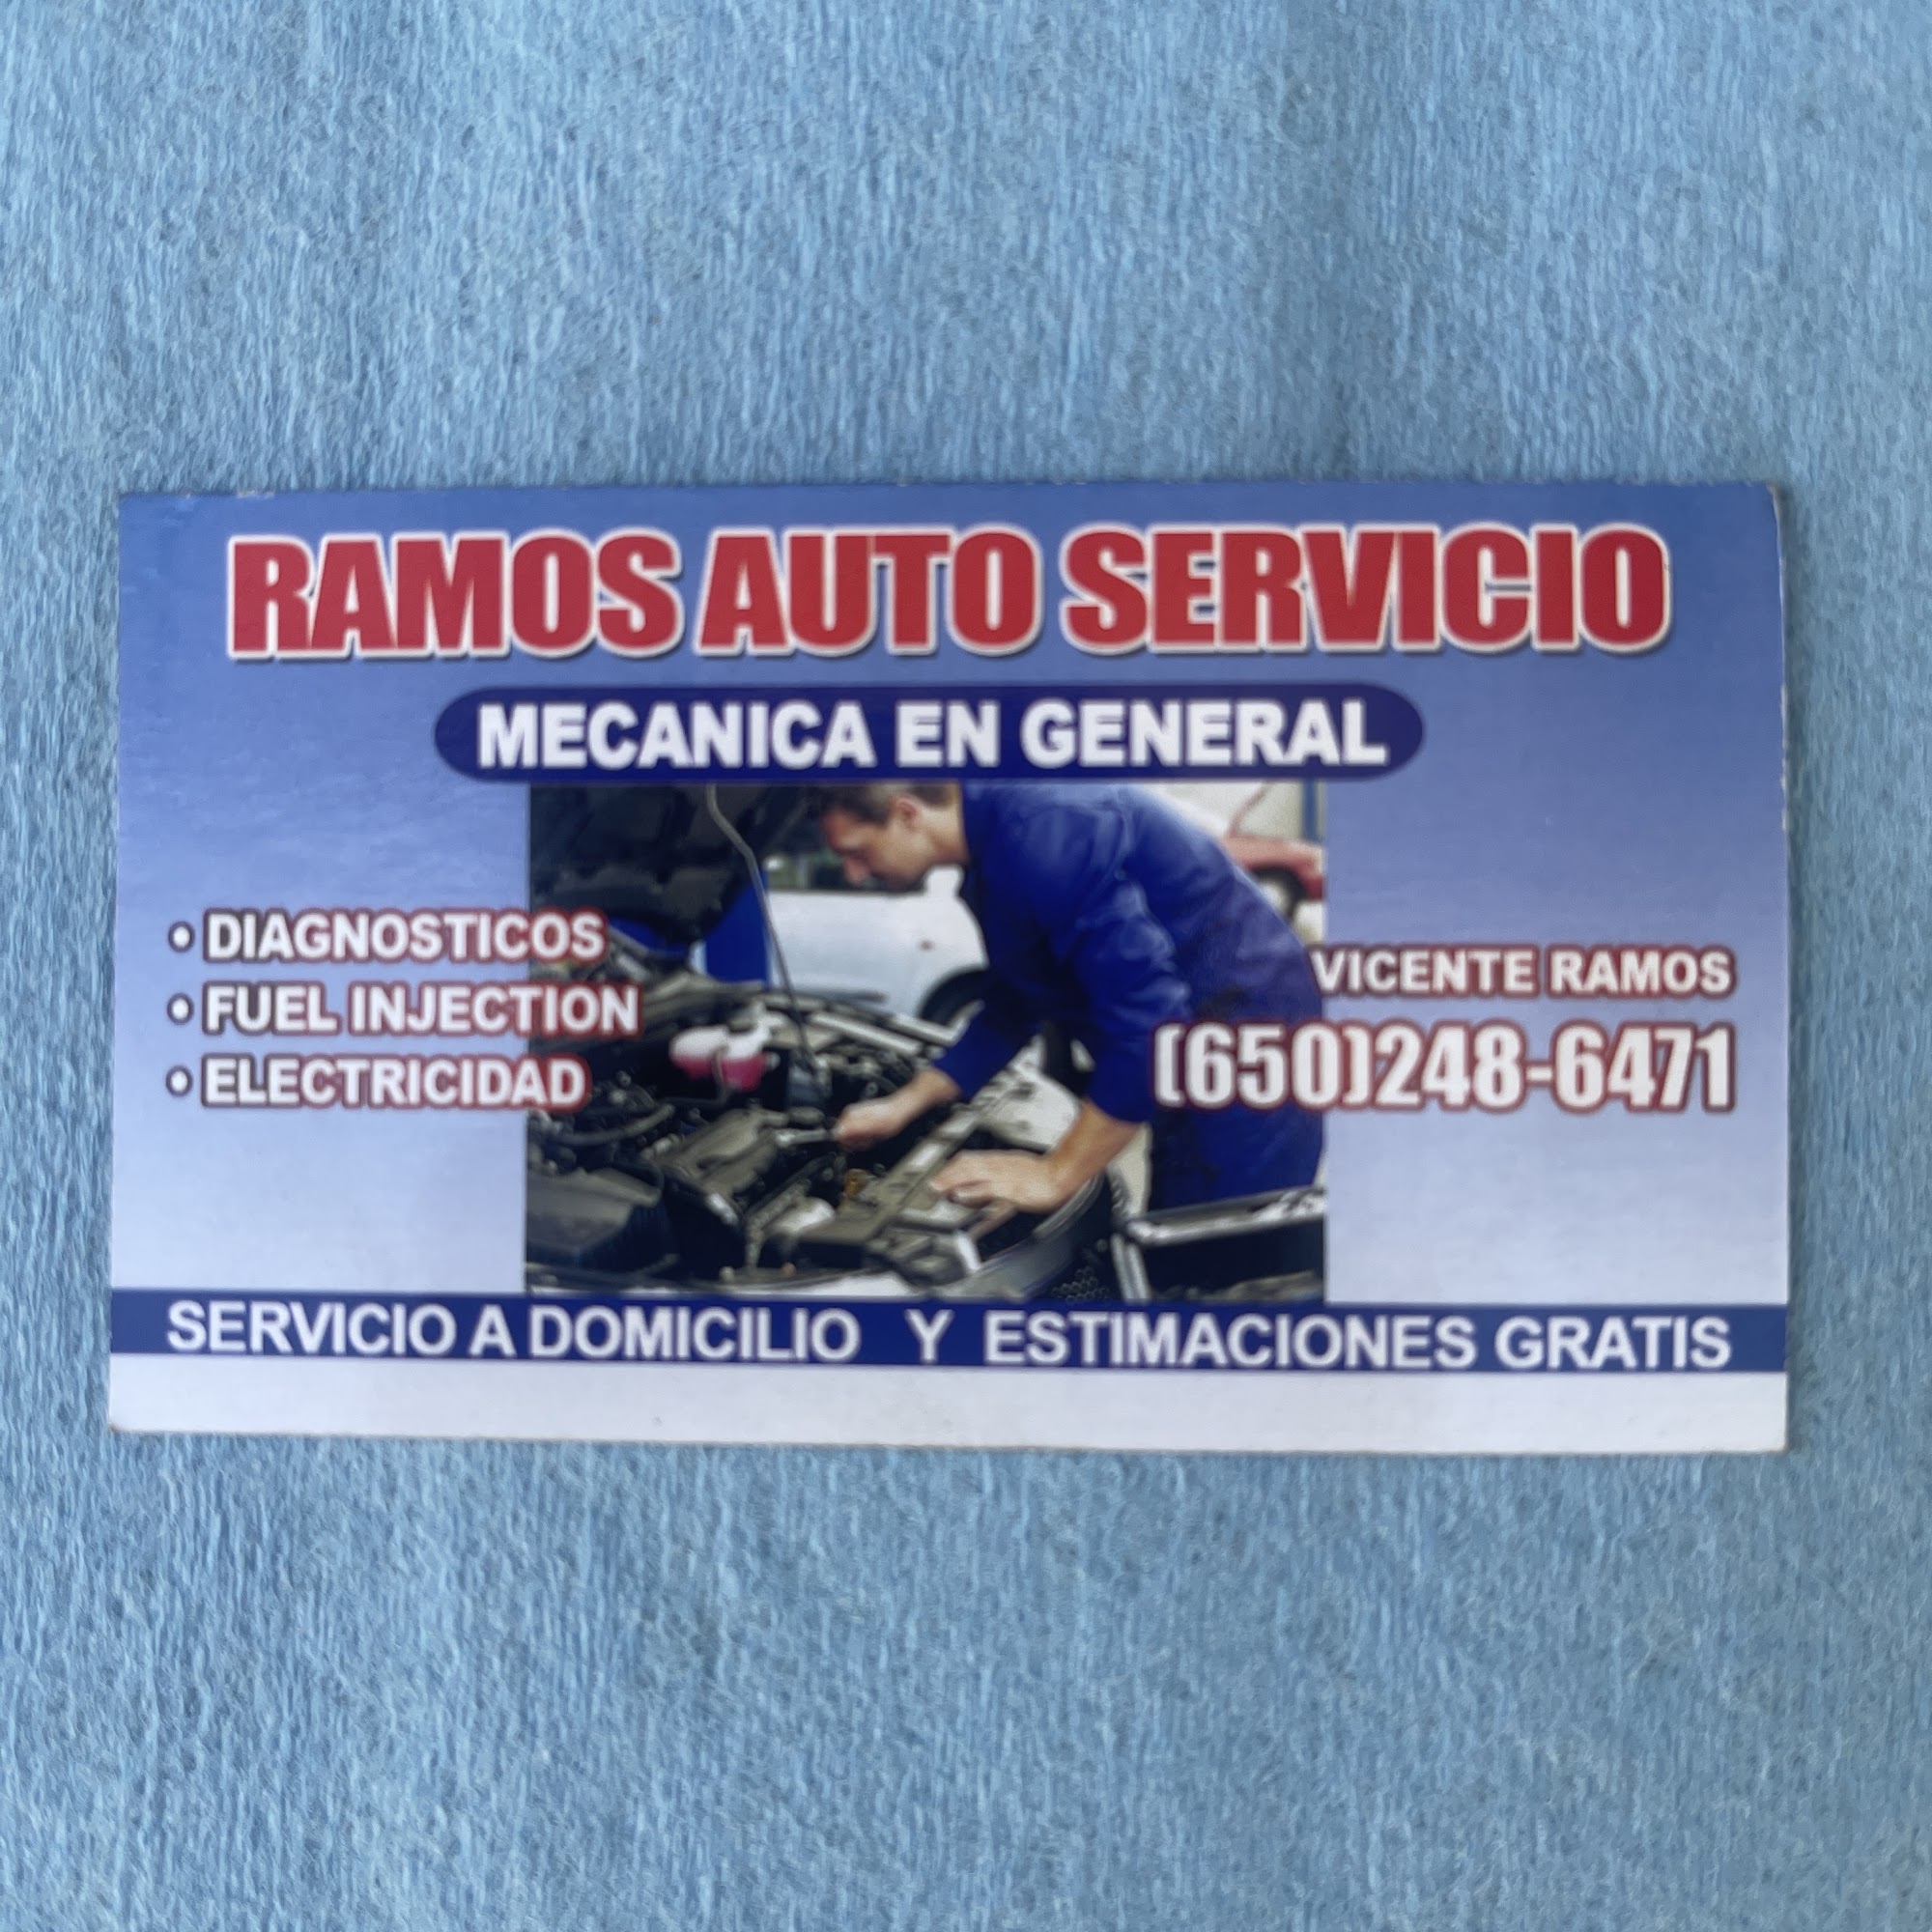 RAMOS AUTO SERVICIO
MECANICA EN GENERAL
• DIAGNOSTICOS
• FUEL INJECTION
• ELECTRICIDAD
VICENTE RAMOS
(650)248-6471
SERVICIO A DOMICILIO Y ESTIMACIONES GRATIS